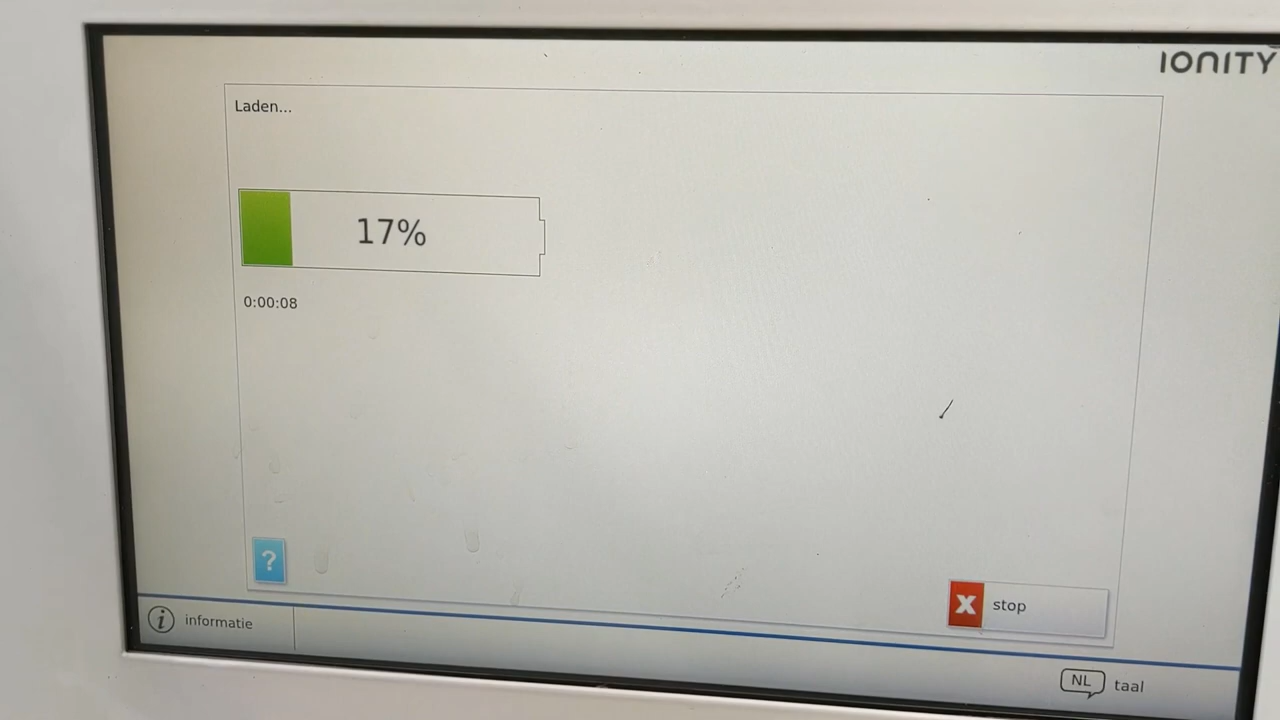 IONITY
Laden...
17%
0:00:08
?
X stop
i informatie
NL taal